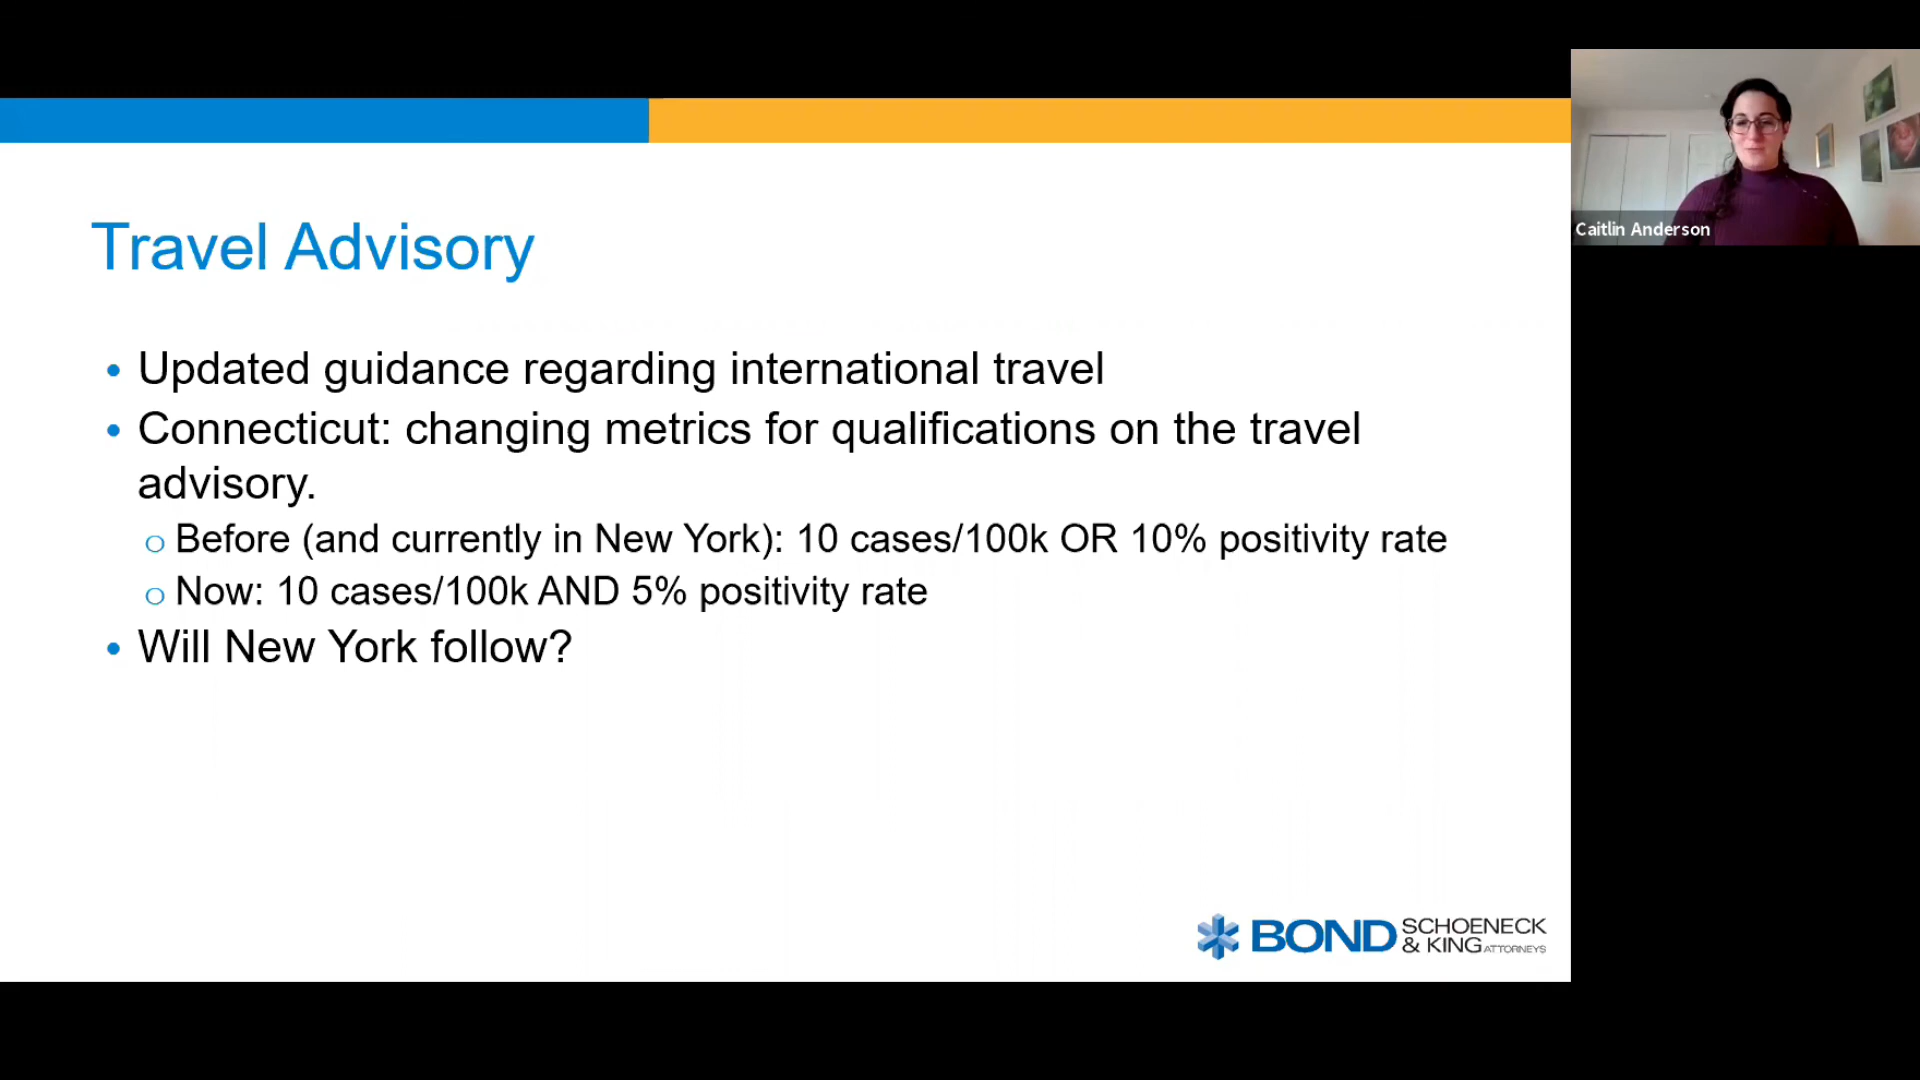 Travel Advisory
• Updated guidance regarding international travel
• Connecticut: changing metrics for qualifications on the travel
advisory.
o Before (and currently in New York): 10 cases/100k OR 10% positivity rate
o Now: 10 cases/100k AND 5% positivity rate
• Will New York follow?
BOND SCHOENECK
& KING ATTORNEYS
Caitlin Anderson